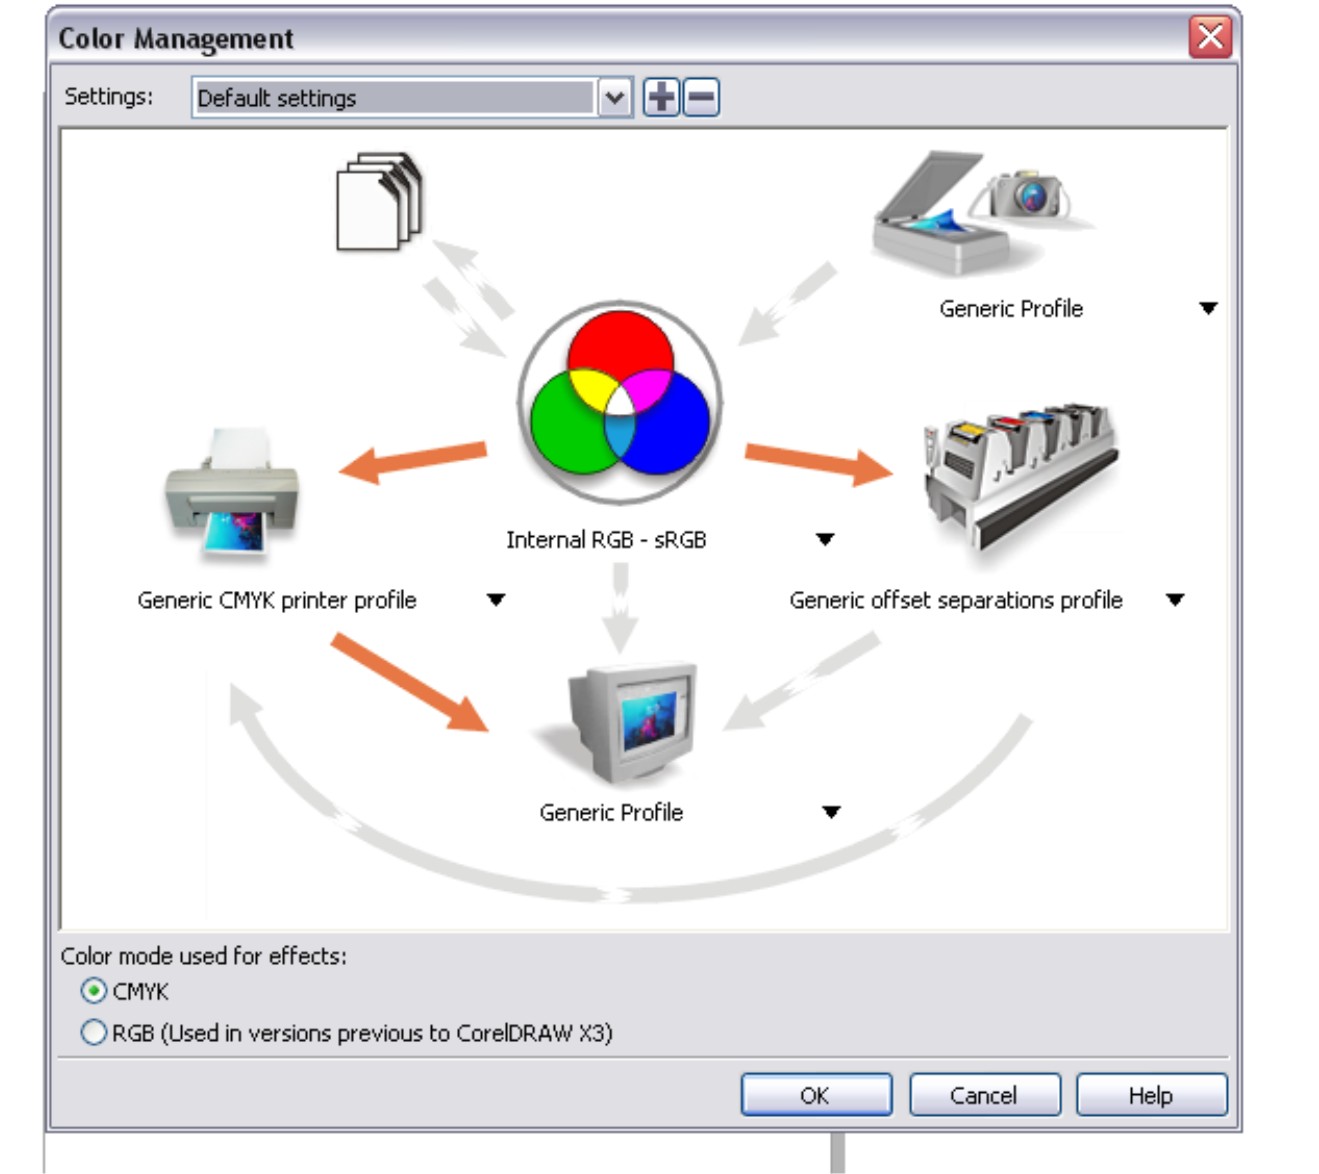 Color Management
Settings: Default settings
Generic Profile
Internal RGB - sRGB
Generic CMYK printer profile
Generic offset separations profile
Generic Profile
Color mode used for effects:
CMYK
RGB (Used in versions previous to CorelDRAW X3)
OK Cancel Help